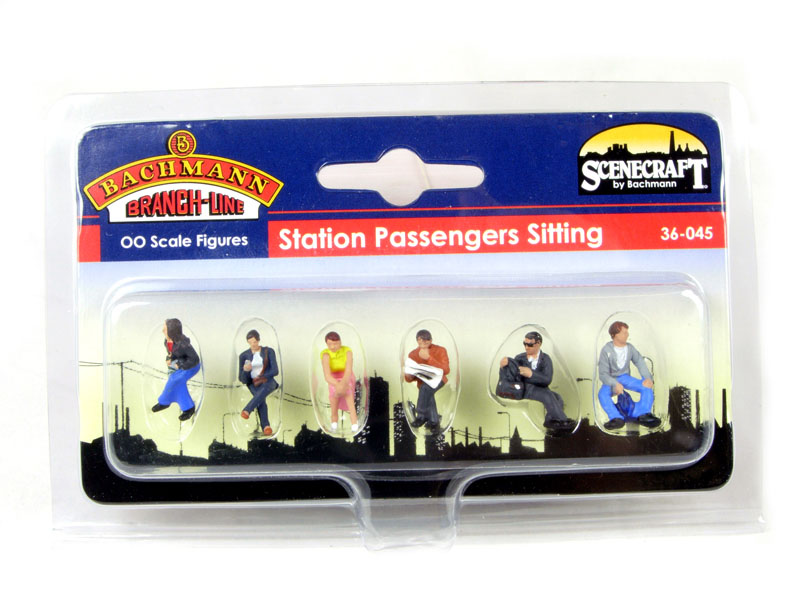 B
BACHMANN
BRANCH-LINE
SCENECRAFT
by Bachmann
OO Scale Figures
Station Passengers Sitting
36-045